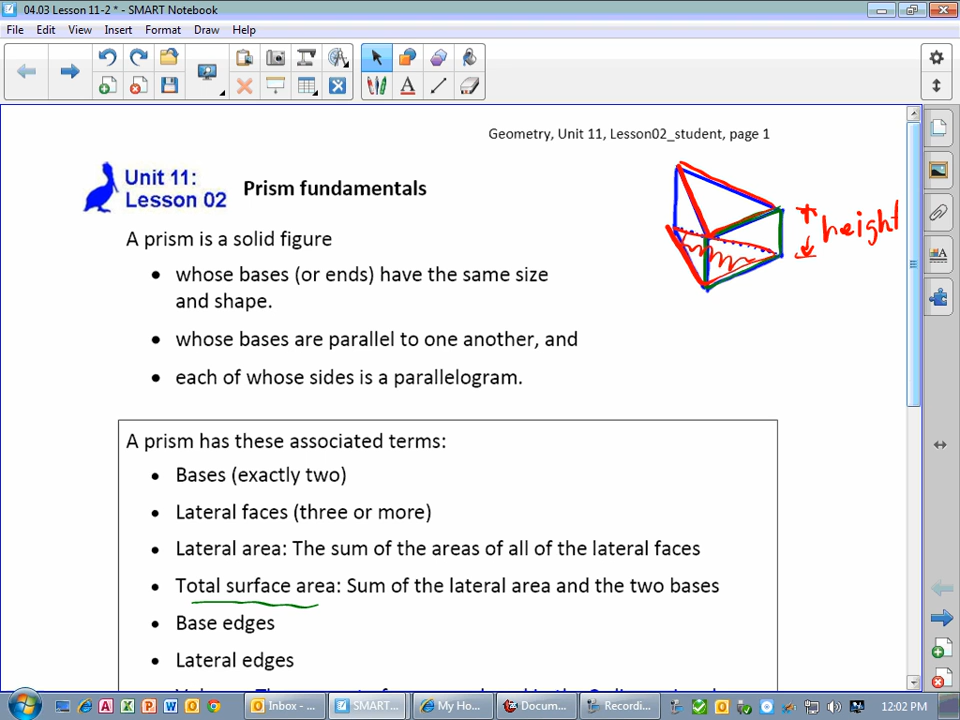 04.03 Lesson 11-2 * - SMART Notebook
File Edit View Insert Format Draw Help
Geometry, Unit 11, Lesson02_student, page 1
Unit 11:
Lesson 02
Prism fundamentals
height
A prism is a solid figure
• whose bases (or ends) have the same size
and shape.
• whose bases are parallel to one another, and
• each of whose sides is a parallelogram.
A prism has these associated terms:
• Bases (exactly two)
• Lateral faces (three or more)
• Lateral area: The sum of the areas of all of the lateral faces
• Total surface area: Sum of the lateral area and the two bases
• Base edges
• Lateral edges
Inbox - ... SMART... My Ho... Docum... Recordi... 12:02 PM